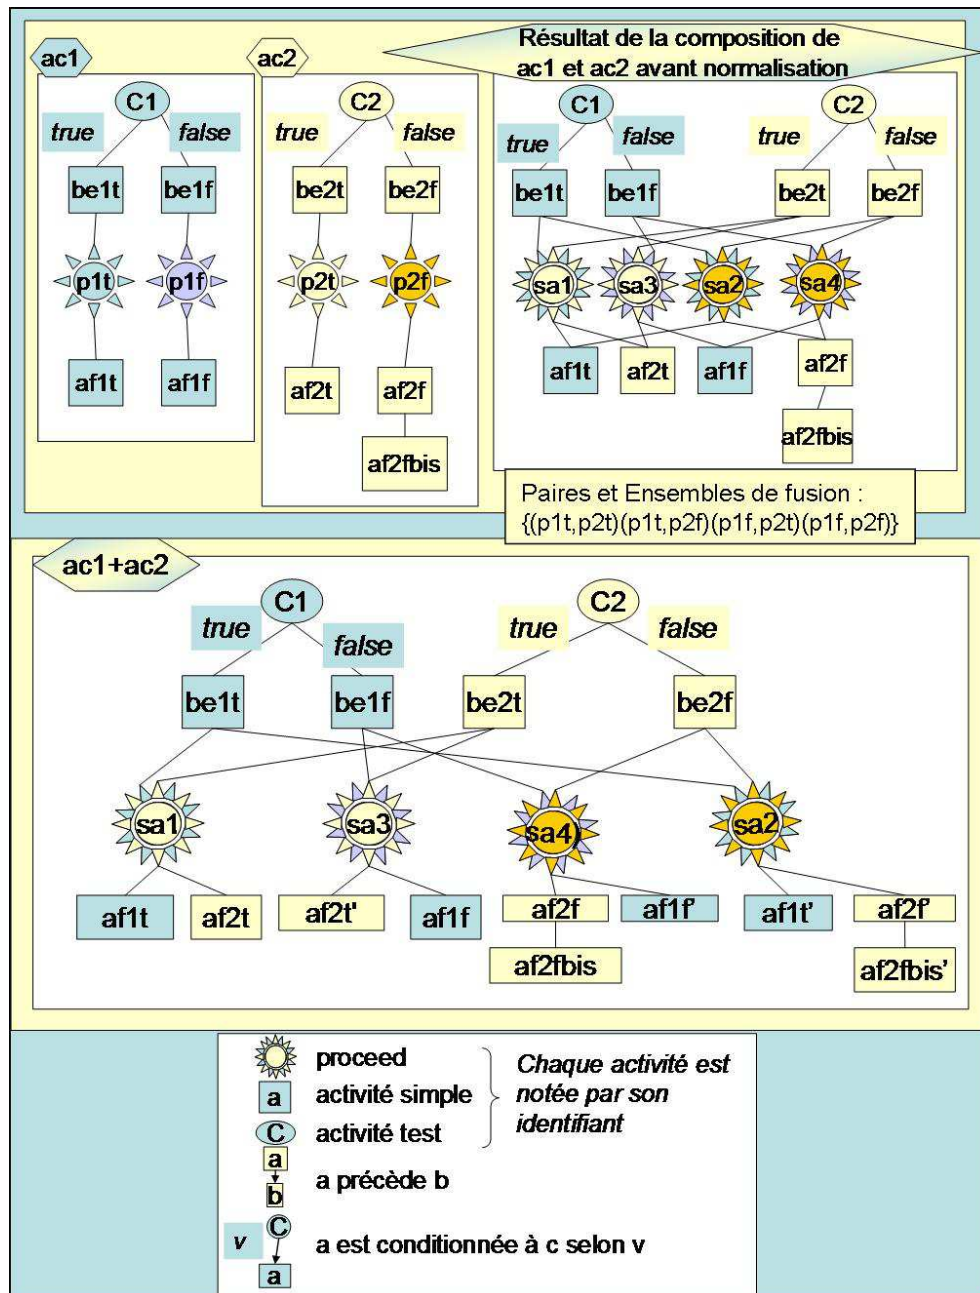 ac1
ac2
Résultat de la composition de
ac1 et ac2 avant normalisation
C1
true
false
be1t
be1f
p1t
p1f
af1t
af1f
C2
true
false
be2t
be2f
p2t
p2f
af2t
af2f
af2fbis
C1
C2
true
false
true
false
be1t
be1f
be2t
be2f
sa1
sa3
sa2
sa4
af1t
af2t
af1f
af2f
af2fbis
Paires et Ensembles de fusion :
{(p1t,p2t)(p1t,p2f)(p1f,p2t)(p1f,p2f)}
ac1+ac2
C1
C2
true
false
true
false
be1t
be1f
be2t
be2f
sa1
sa3
sa4)
sa2
af1t
af2t
af2t'
af1f
af2f
af1f'
af1t'
af2f'
af2fbis
af2fbis'
proceed
a activité simple
C activité test
Chaque activité est
notée par son
identifiant
a
b
a précède b
v
C
a
a est conditionnée à c selon v